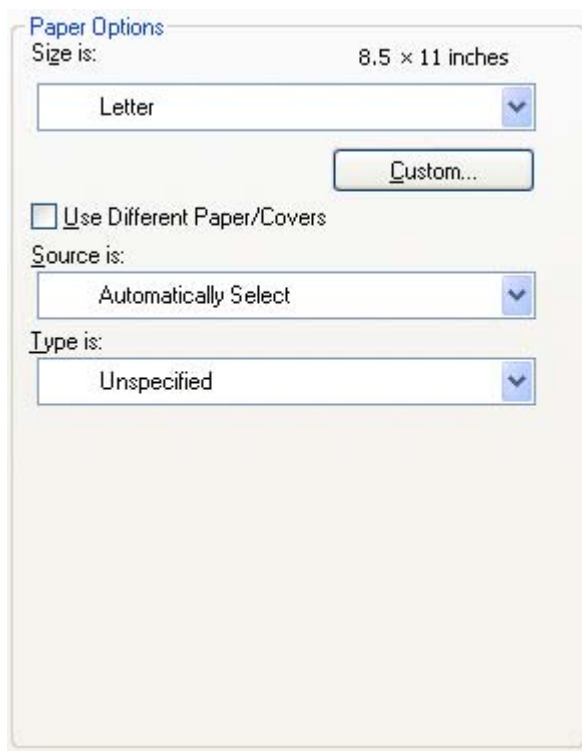 Paper Options
Size is: 8.5 × 11 inches
Letter
Custom...
Use Different Paper/Covers
Source is:
Automatically Select
Type is:
Unspecified